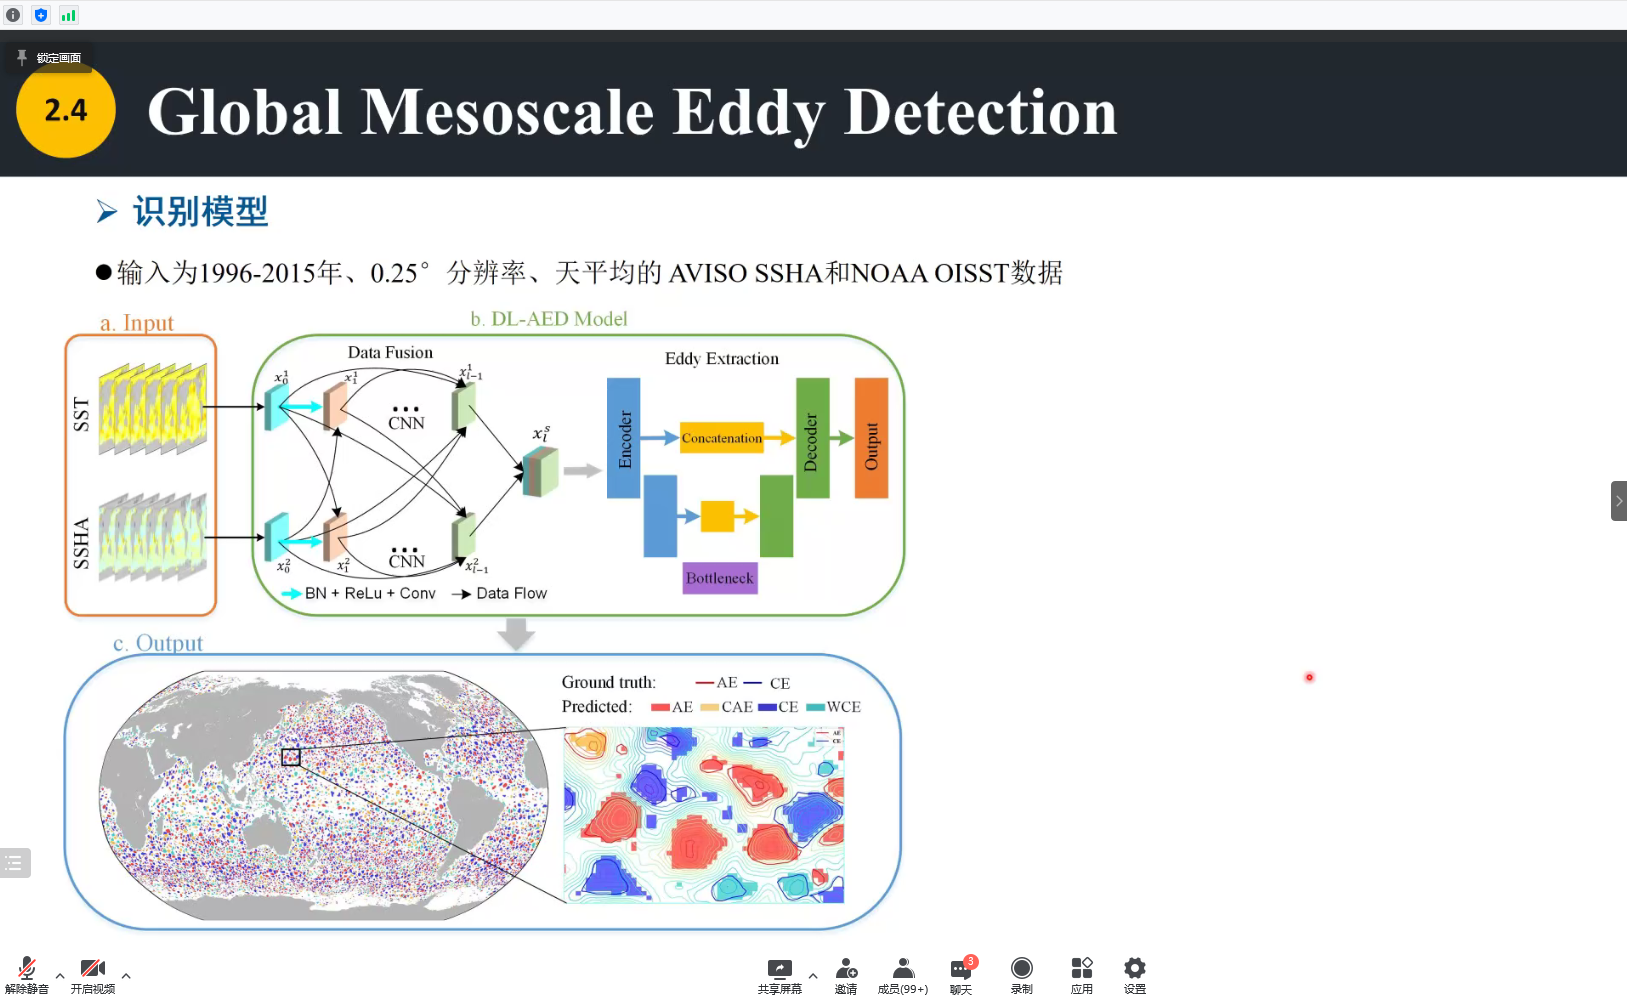 锁定画面
2.4
Global Mesoscale Eddy Detection
➢ 识别模型
●输入为1996-2015年、0.25°分辨率、天平均的 AVISO SSHA和NOAA OISST数据
a. Input
b. DL-AED Model
SST
SSHA
Data Fusion
x_0^1
x_1^1
x_{l-1}^1
...
CNN
x_l^s
x_0^2
x_1^2
x_{l-1}^2
...
CNN
BN + ReLu + Conv
Data Flow
Eddy Extraction
Encoder
Concatenation
Decoder
Output
Bottleneck
c. Output
Ground truth: AE CE
Predicted: AE CAE CE WCE
AE
CE
解除静音
开启视频
共享屏幕
邀请
成员(99+)
3
聊天
录制
应用
设置